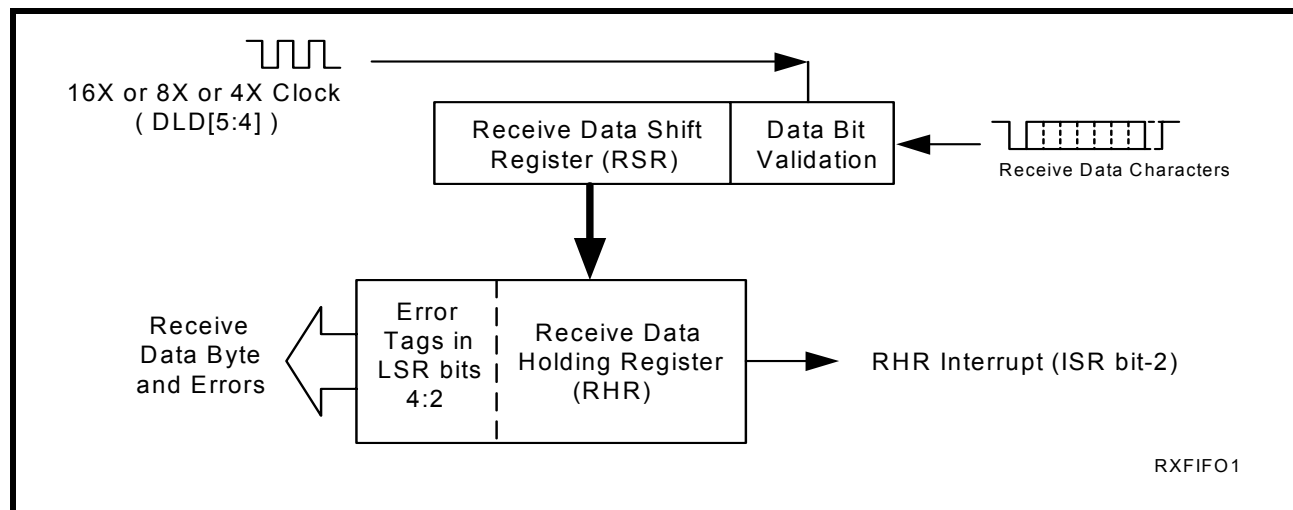 16X or 8X or 4X Clock
( DLD[5:4] )
Receive Data Shift
Register (RSR)
Data Bit
Validation
Receive Data Characters
Receive
Data Byte
and Errors
Error
Tags in
LSR bits
4:2
Receive Data
Holding Register
(RHR)
RHR Interrupt (ISR bit-2)
RXFIFO1